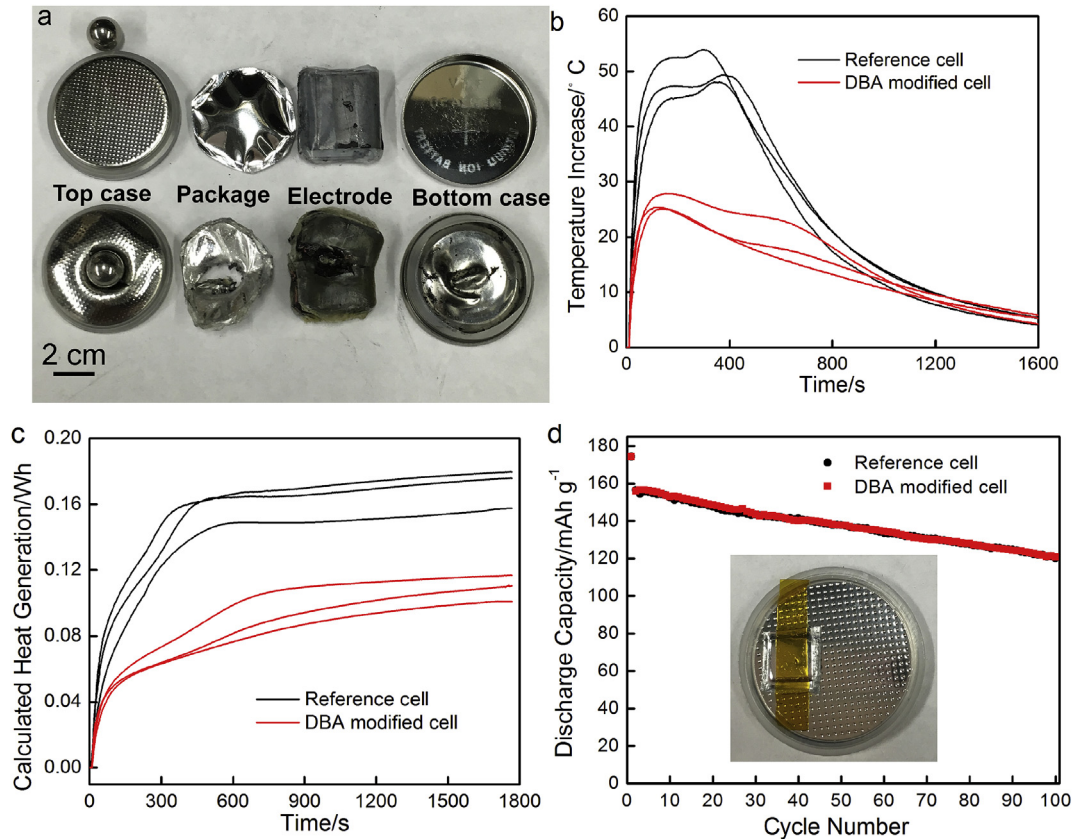 a
Top case
Package
Electrode
Bottom case
2 cm
b
60
50
40
30
20
10
0
Temperature Increase/°C
Reference cell
DBA modified cell
0 400 800 1200 1600
Time/s
c
0.20
0.16
0.12
0.08
0.04
0.00
Calculated Heat Generation/Wh
Reference cell
DBA modified cell
0 300 600 900 1200 1500 1800
Time/s
d
180
160
140
120
100
80
60
40
20
0
Discharge Capacity/mAh g⁻¹
Reference cell
DBA modified cell
0 10 20 30 40 50 60 70 80 90 100
Cycle Number